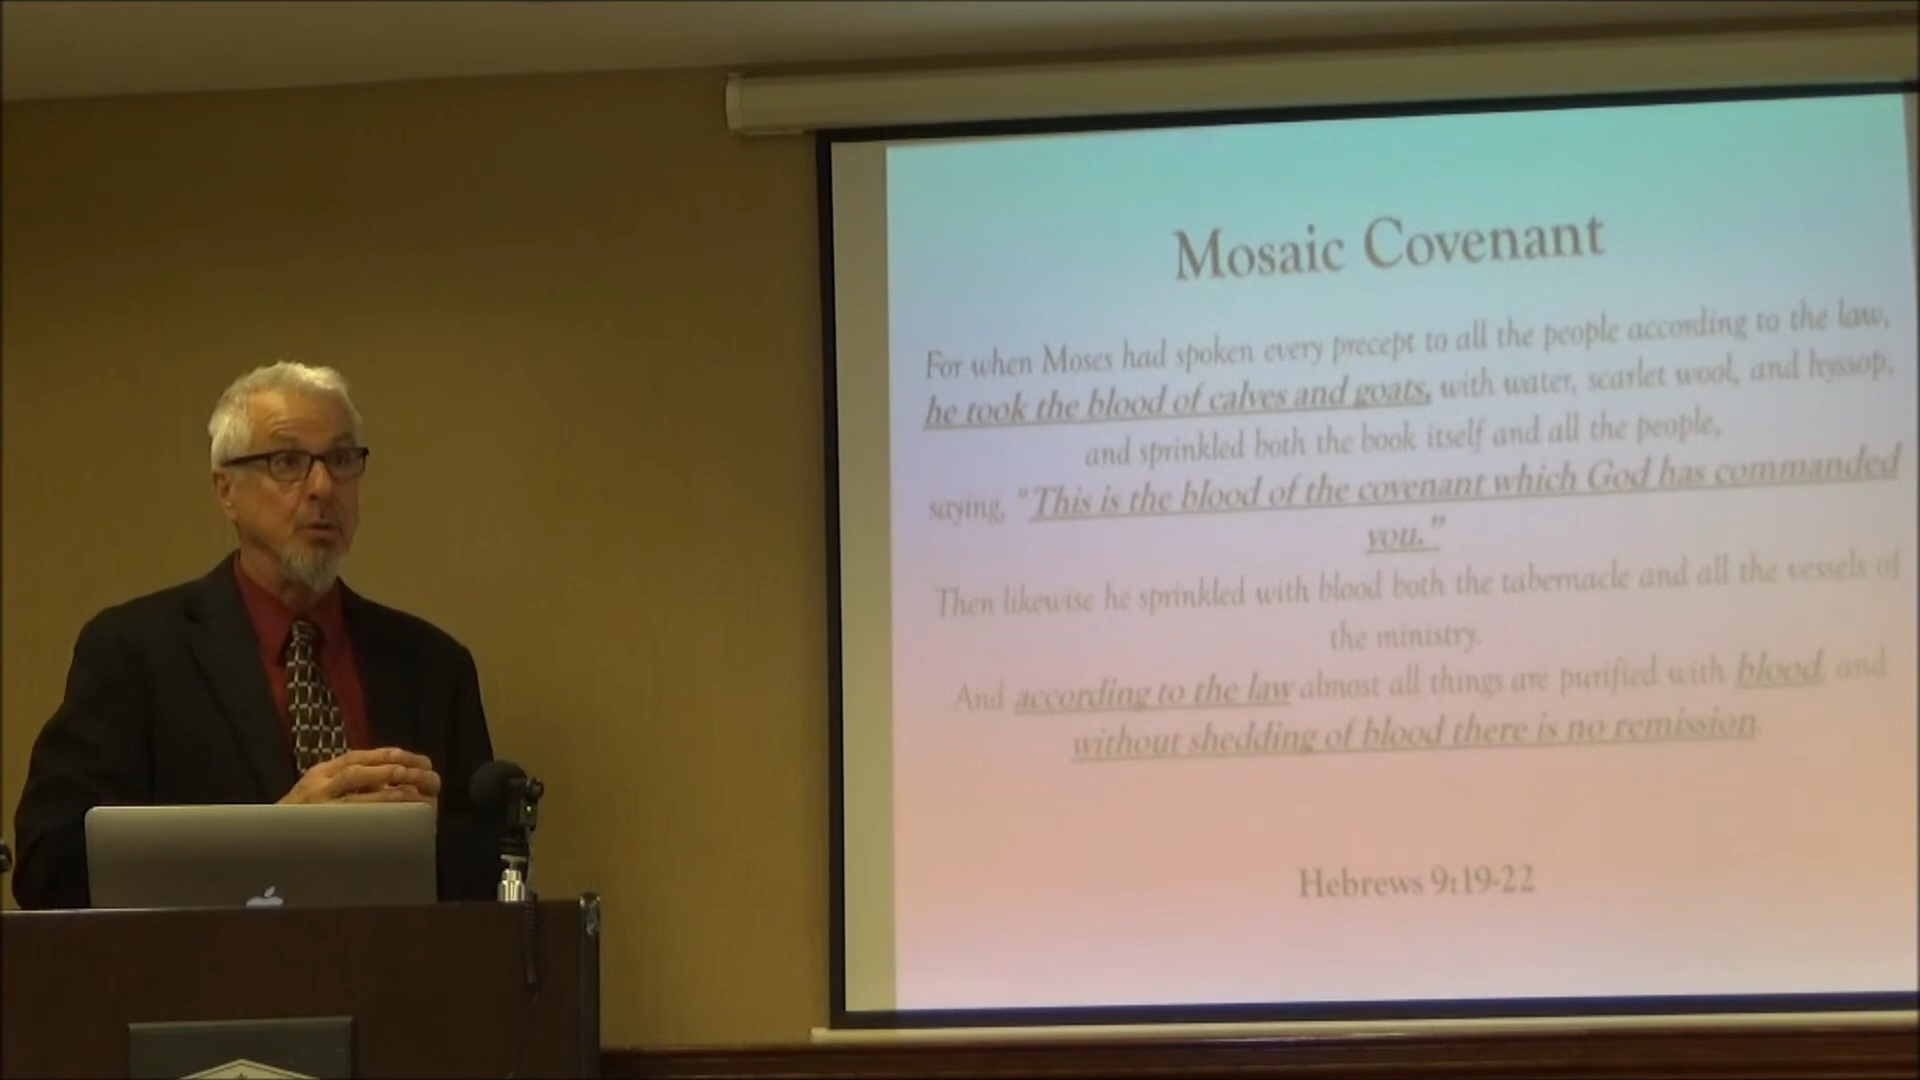 Mosaic Covenant
For when Moses had spoken every precept to all the people according to the law,
he took the blood of calves and goats, with water, scarlet wool, and hyssop,
and sprinkled both the book itself and all the people,
saying, "This is the blood of the covenant which God has commanded
you."
Then likewise he sprinkled with blood both the tabernacle and all the vessels of
the ministry.
And according to the law almost all things are purified with blood, and
without shedding of blood there is no remission.
Hebrews 9:19-22